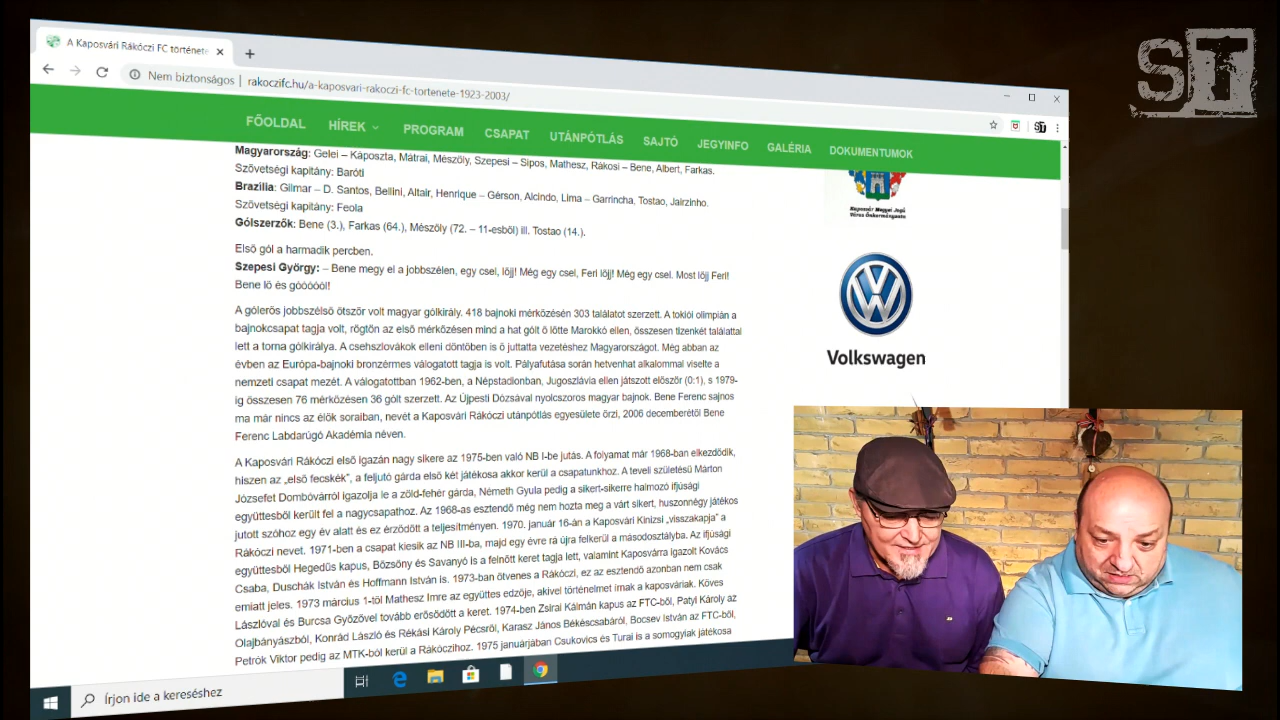 A Kaposvári Rákóczi FC története
Nem biztonságos | rakoczifc.hu/a-kaposvari-rakoczi-fc-tortenete-1923-2003/
ST
FŐOLDAL HÍREK PROGRAM CSAPAT UTÁNPÓTLÁS SAJTÓ JEGYINFO GALÉRIA DOKUMENTUMOK
Magyarország: Gelei – Káposzta, Mátrai, Mészöly, Szepesi – Sipos, Mathesz, Rákosi – Bene, Albert, Farkas.
Szövetségi kapitány: Baróti
Brazília: Gilmar – D. Santos, Bellini, Altair, Henrique – Gérson, Alcindo, Lima – Garrincha, Tostao, Jairzinho.
Szövetségi kapitány: Feola
Gólszerzők: Bene (3.), Farkas (64.), Mészöly (72. – 11-esből) ill. Tostao (14.).
Első gól a harmadik percben.
Szepesi György: – Bene megy el a jobbszélen, egy csel, lőjj! Még egy csel, Feri lőjj! Még egy csel. Most lőjj Feri!
Bene lő és góóóóól!
A gólerős jobbszélső ötször volt magyar gólkirály. 418 bajnoki mérkőzésén 303 találatot szerzett. A tokiói olimpián a
bajnokcsapat tagja volt, rögtön az első mérkőzésen mind a hat gólt ő lőtte Marokkó ellen, összesen tizenkét találattal
lett a torna gólkirálya. A csehszlovákok elleni döntőben is ő juttatta vezetéshez Magyarországot. Még abban az
évben az Európa-bajnoki bronzérmes válogatott tagja is volt. Pályafutása során hetvenhat alkalommal viselte a
nemzeti csapat mezét. A válogatottban 1962-ben, a Népstadionban, Jugoszlávia ellen játszott először (0:1), s 1979-
ig összesen 76 mérkőzésen 36 gólt szerzett. Az Újpesti Dózsával nyolcszoros magyar bajnok. Bene Ferenc sajnos
ma már nincs az élők soraiban, nevét a Kaposvári Rákóczi utánpótlás egyesülete őrzi, 2006 decemberétől Bene
Ferenc Labdarúgó Akadémia néven.
A Kaposvári Rákóczi első igazán nagy sikere az 1975-ben való NB I-be jutás. A folyamat már 1968-ban elkezdődik,
hiszen az „első fecskék”, a feljutó gárda első két játékosa akkor kerül a csapatunkhoz. A teveli születésű Márton
Józsefet Dombóvárról igazolja le a zöld-fehér gárda, Németh Gyula pedig a sikert-sikerre halmozó ifjúsági
együttesből került fel a nagycsapathoz. Az 1968-as esztendő még nem hozta meg a várt sikert, huszonnégy játékos
jutott szóhoz egy év alatt és ez érződött a teljesítményen. 1970. január 16-án a Kaposvári Kinizsi „visszakapja” a
Rákóczi nevet. 1971-ben a csapat kiesik az NB III-ba, majd egy évre rá újra felkerül a másodosztályba. Az ifjúsági
együttesből Hegedűs kapus, Bőzsöny és Savanyó is a felnőtt keret tagja lett, valamint Kaposvárra igazolt Kovács
Csaba, Duschák István és Hoffmann István is. 1973-ban ötvenes a Rákóczi, ez az esztendő azonban nem csak
emiatt jeles. 1973 március 1-től Mathesz Imre az együttes edzője, akivel történelmet írnak a kaposváriak. Köves
Lászlóval és Burcsa Győzővel tovább erősödött a keret. 1974-ben Zsírai Kálmán kapus az FTC-ből, Patyi Károly az
Olajbányászból, Konrád László és Rékási Károly Pécsről, Karasz János Békéscsabáról, Bocsev István az FTC-ből,
Petrók Viktor pedig az MTK-ból kerül a Rákóczihoz. 1975 januárjában Csukovics és Turai is a somogyiak játékosa
Kaposvár Megyei Jogú
Város Önkormányzata
Volkswagen
Írjon ide a kereséshez